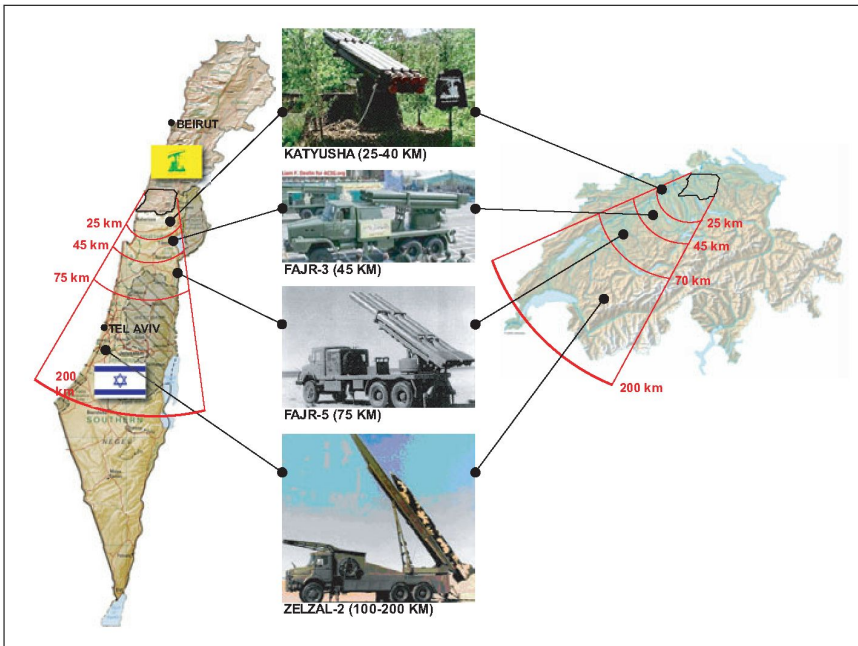 BEIRUT
25 km
45 km
75 km
TEL AVIV
200
km
SOUTHERN
NEGEV
KATYUSHA (25-40 KM)
FAJR-3 (45 KM)
FAJR-5 (75 KM)
ZELZAL-2 (100-200 KM)
25 km
45 km
70 km
200 km